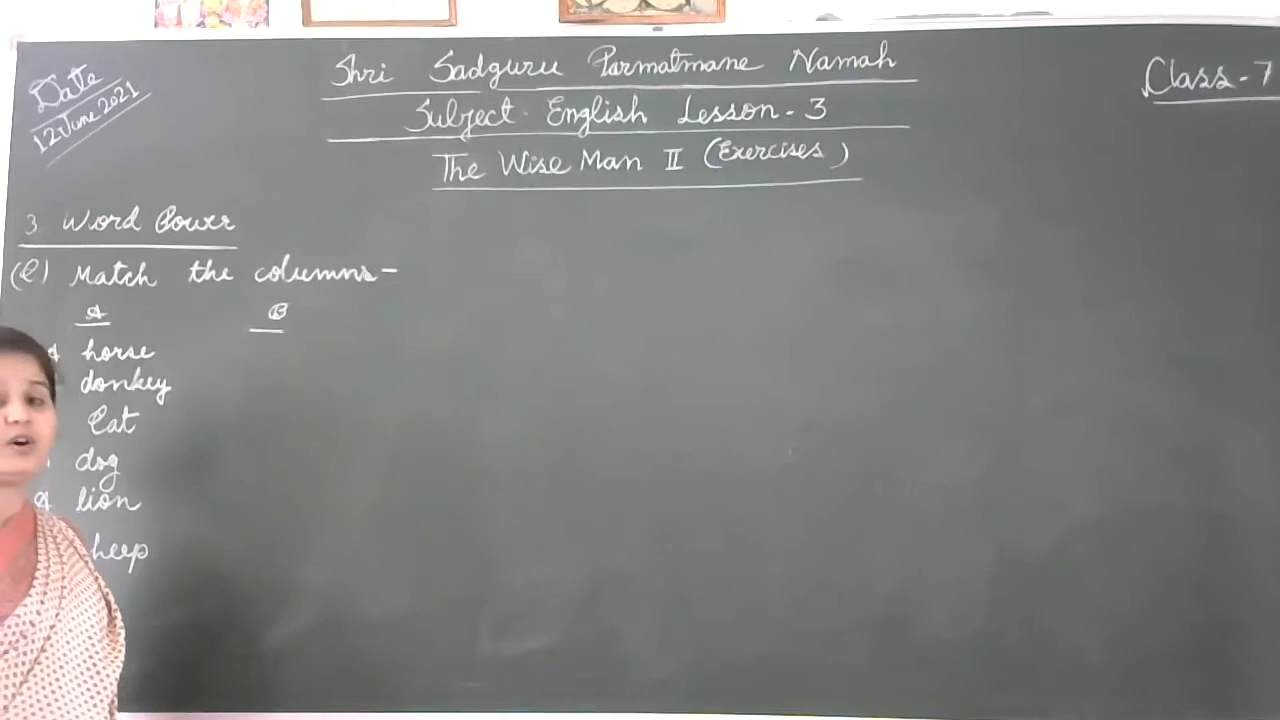 Date
12 June 2021
Shri Sadguru Parmatmane Namah
Class-7
Subject English Lesson-3
The Wise Man II (Exercises)
3 Word Power
(C) Match the columns-
A B
A horse
donkey
Cat
dog
A lion
heep